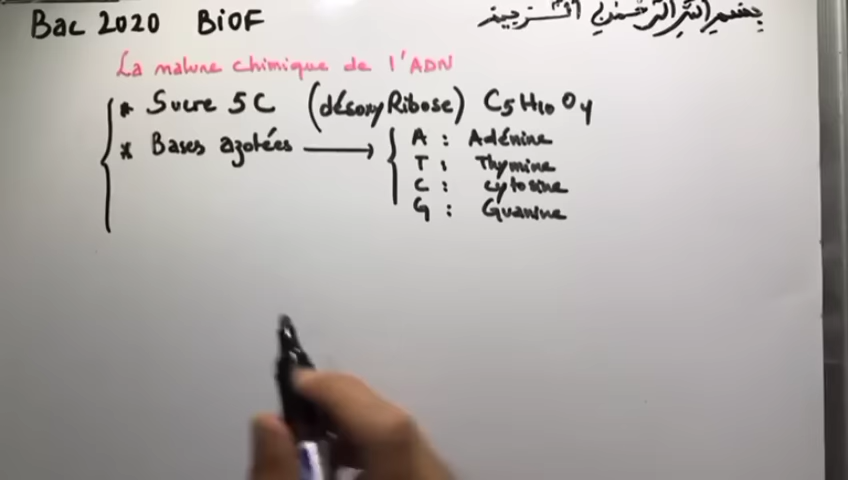 Bac 2020 BiOF بسم الله الرحمن الرحيم
La nature chimique de l'ADN
* Sucre 5C (désoxyRibose) C5H10O4
* Bases azotées → A : Adénine
T : Thymine
C : cytosine
G : Guanine